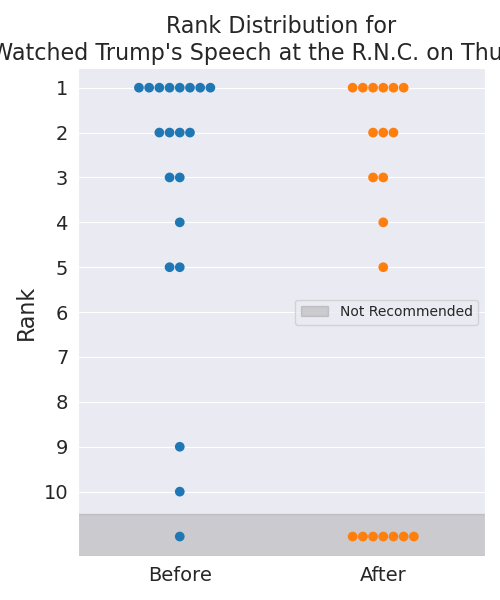 Rank Distribution for
Watched Trump's Speech at the R.N.C. on Thu
1
2
3
4
5
6
7
8
9
10
Rank
Not Recommended
Before
After